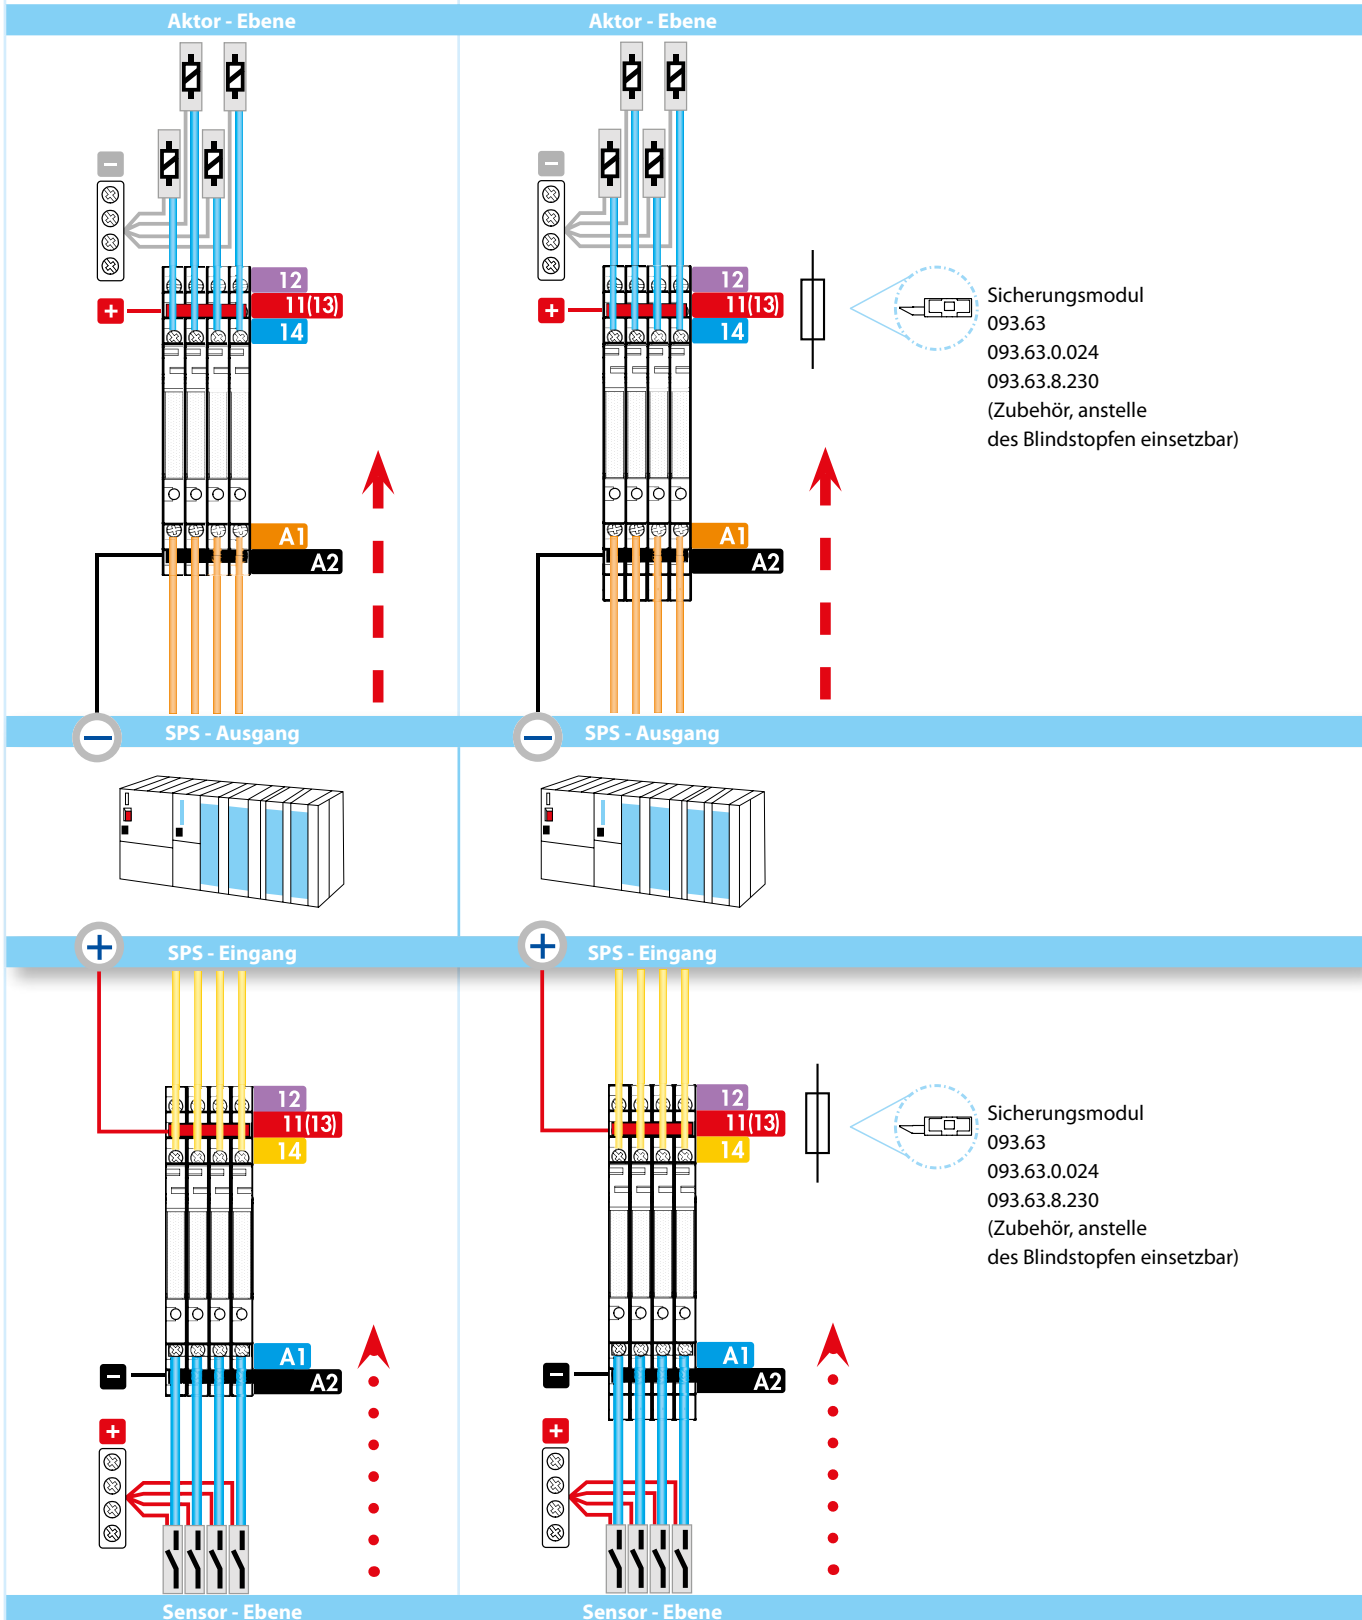 Aktor - Ebene
Aktor - Ebene
−
12
+
11(13)
14
A1
A2
−
12
+
11(13)
14
A1
A2
Sicherungsmodul
093.63
093.63.0.024
093.63.8.230
(Zubehör, anstelle
des Blindstopfen einsetzbar)
− SPS - Ausgang
− SPS - Ausgang
+ SPS - Eingang
+ SPS - Eingang
12
11(13)
14
A1
−
A2
+
12
11(13)
14
A1
−
A2
+
Sicherungsmodul
093.63
093.63.0.024
093.63.8.230
(Zubehör, anstelle
des Blindstopfen einsetzbar)
Sensor - Ebene
Sensor - Ebene